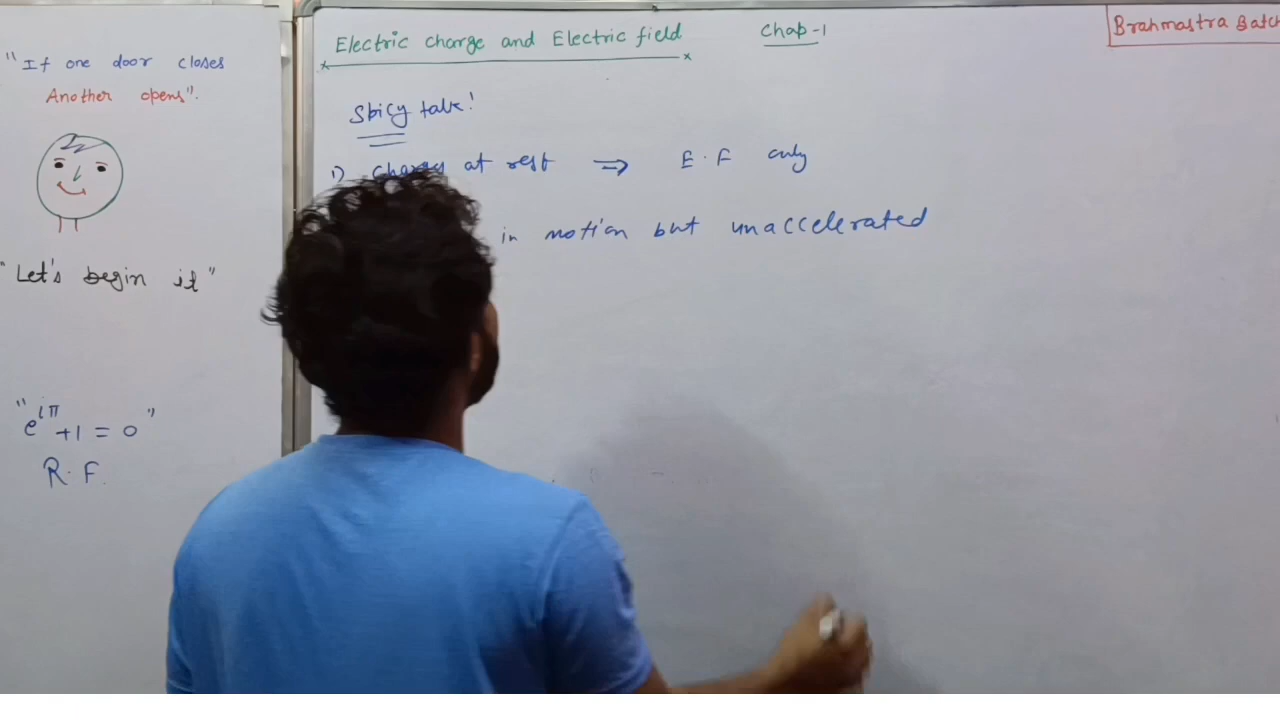 "If one door closes
Another opens".
"Let's begin it"
"e^{iπ} + 1 = 0"
R.F.
Electric charge and Electric field
Chap-1
Brahmastra Batch
Spicy talk!
1) charge at rest ⇒ E.F only
in motion but unaccelerated